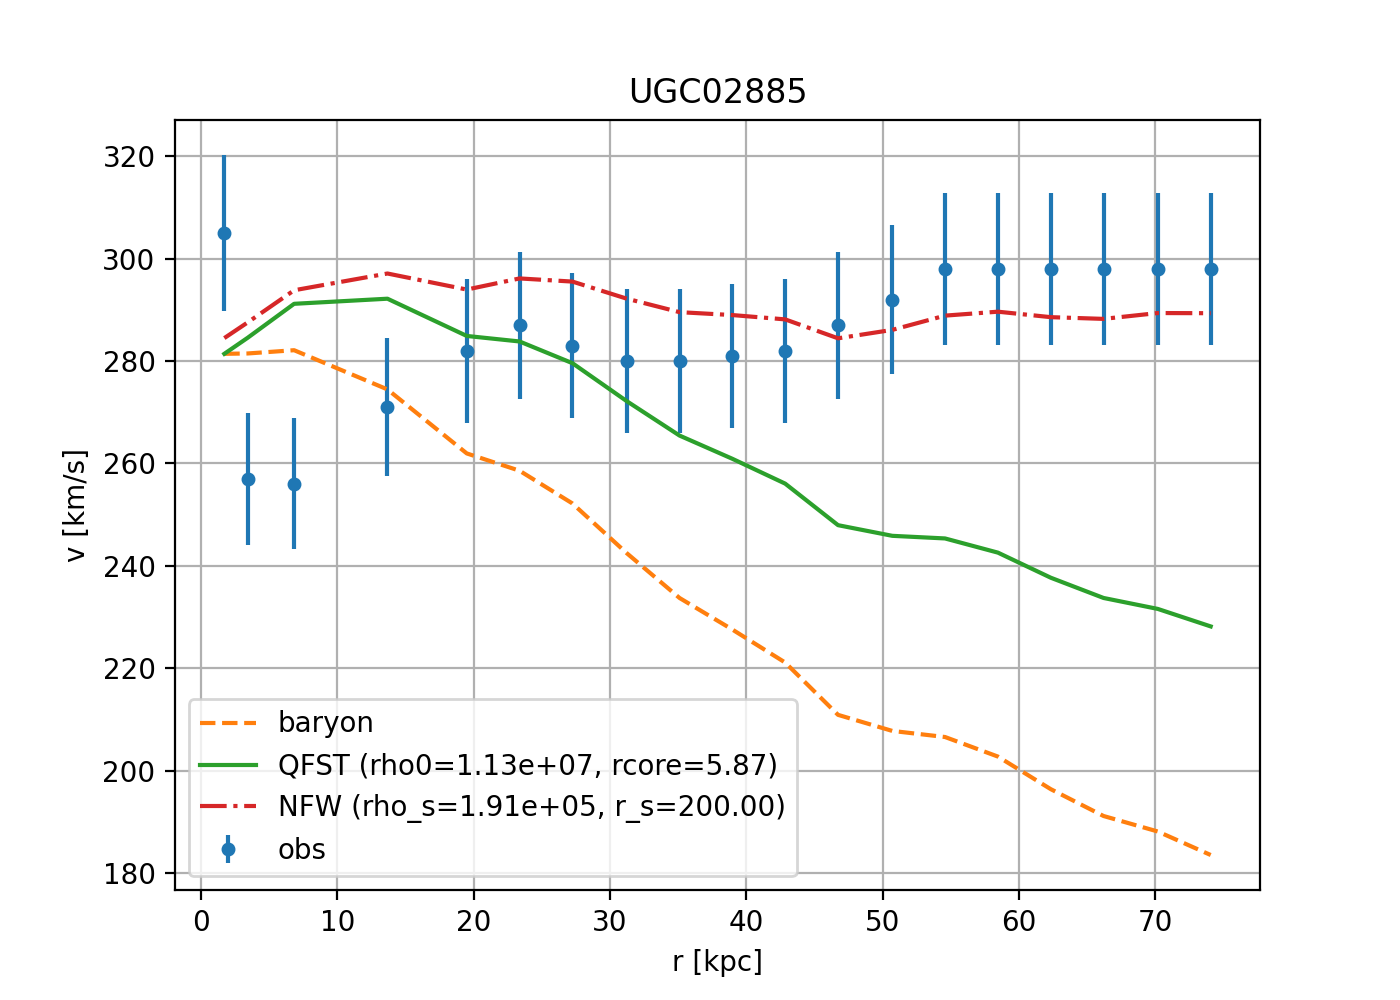 UGC02885
320
300
280
260
240
220
200
180
v [km/s]
baryon
QFST (rho0=1.13e+07, rcore=5.87)
NFW (rho_s=1.91e+05, r_s=200.00)
obs
0 10 20 30 40 50 60 70
r [kpc]